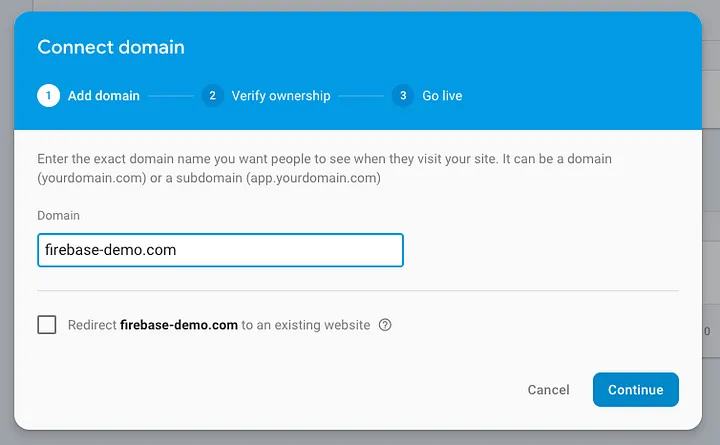 Connect domain
1 Add domain 2 Verify ownership 3 Go live
Enter the exact domain name you want people to see when they visit your site. It can be a domain
(yourdomain.com) or a subdomain (app.yourdomain.com)
Domain
firebase-demo.com
Redirect firebase-demo.com to an existing website ?
0
Cancel Continue